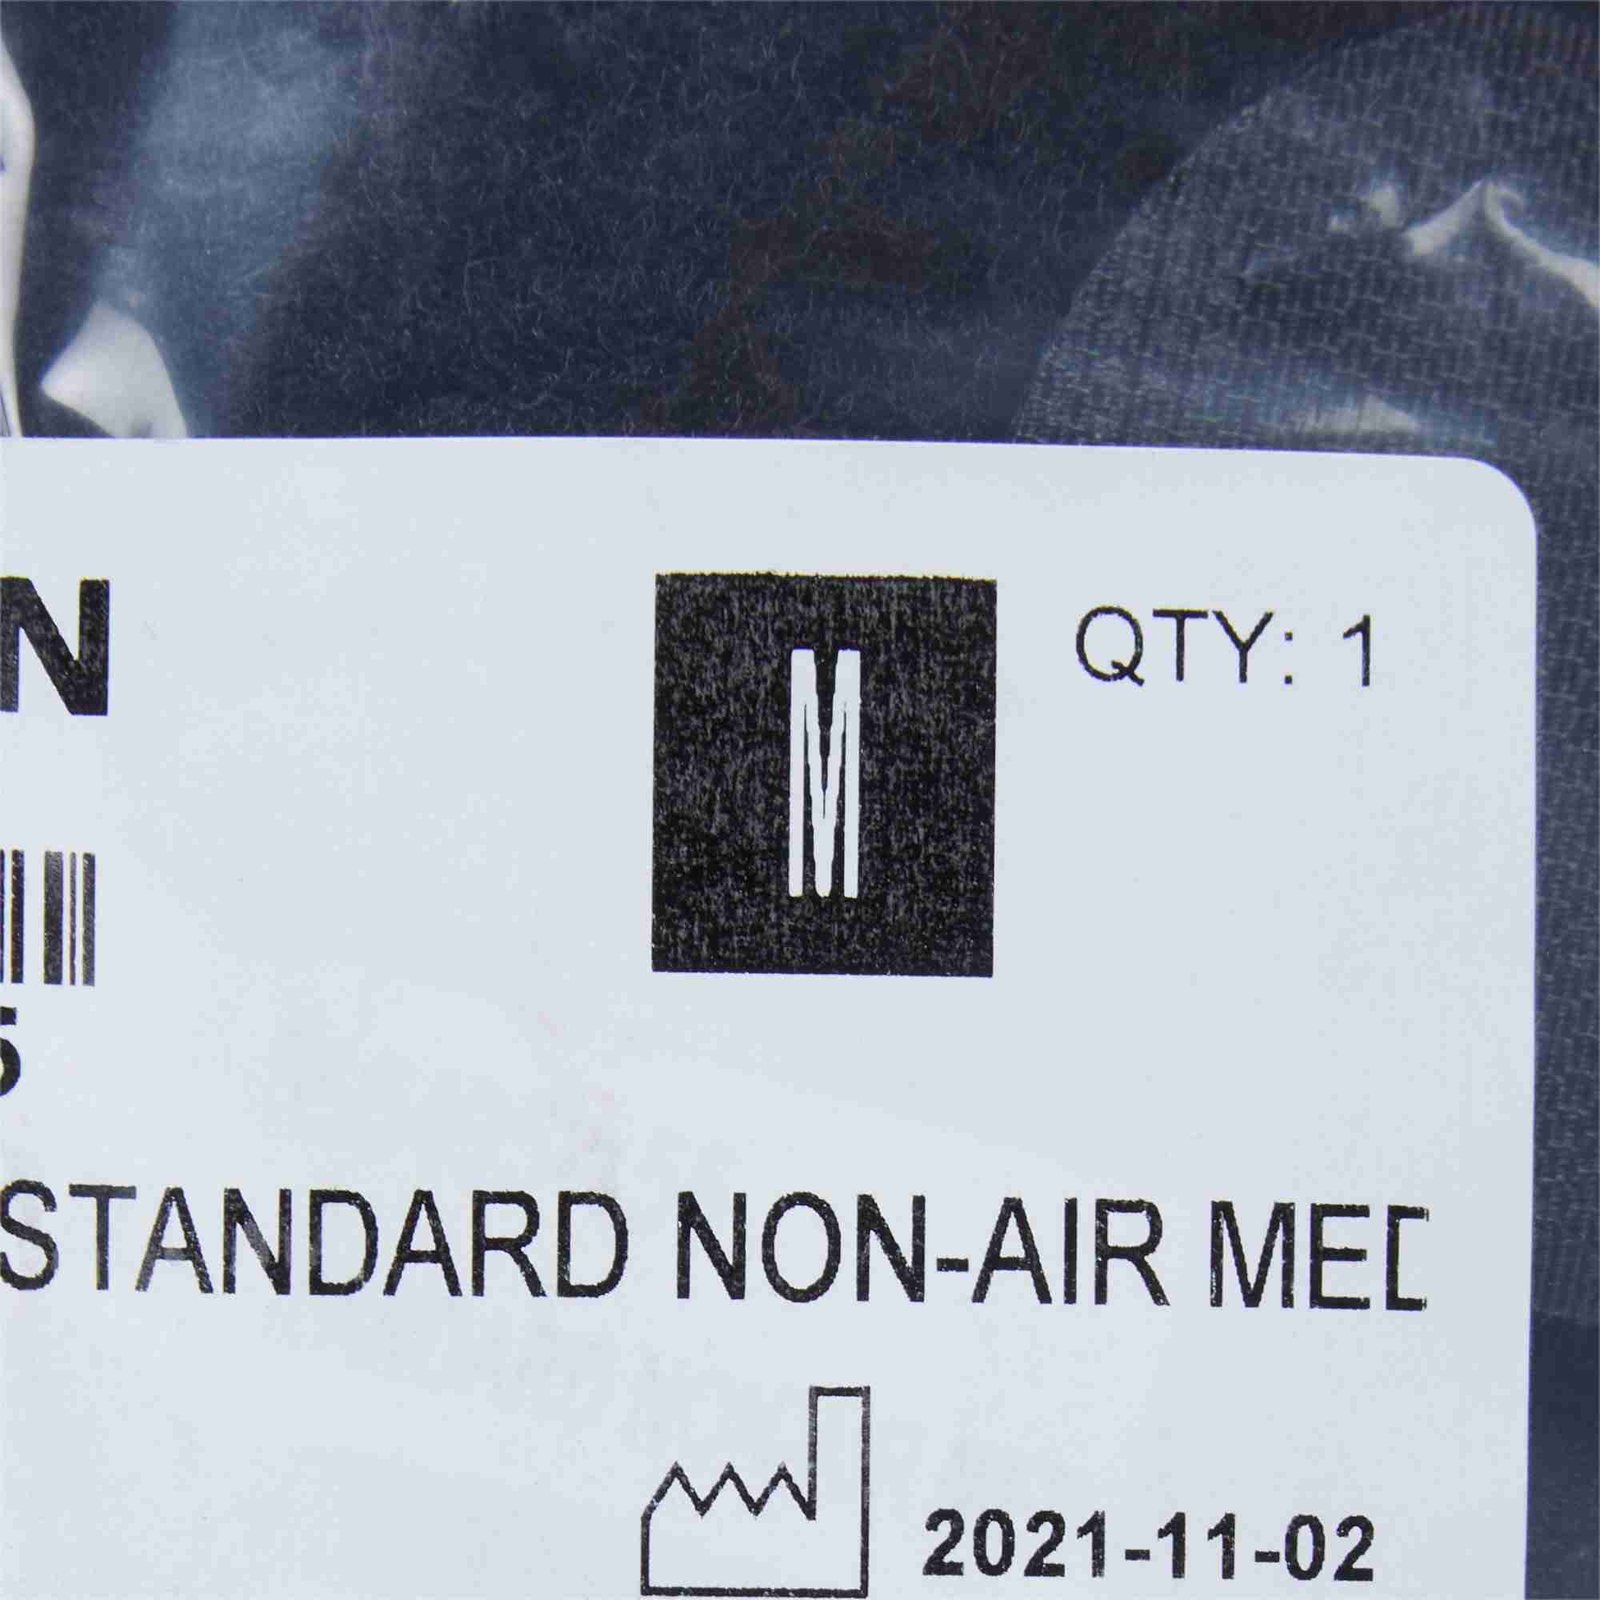 N
M
QTY: 1
5
STANDARD NON-AIR MED
2021-11-02